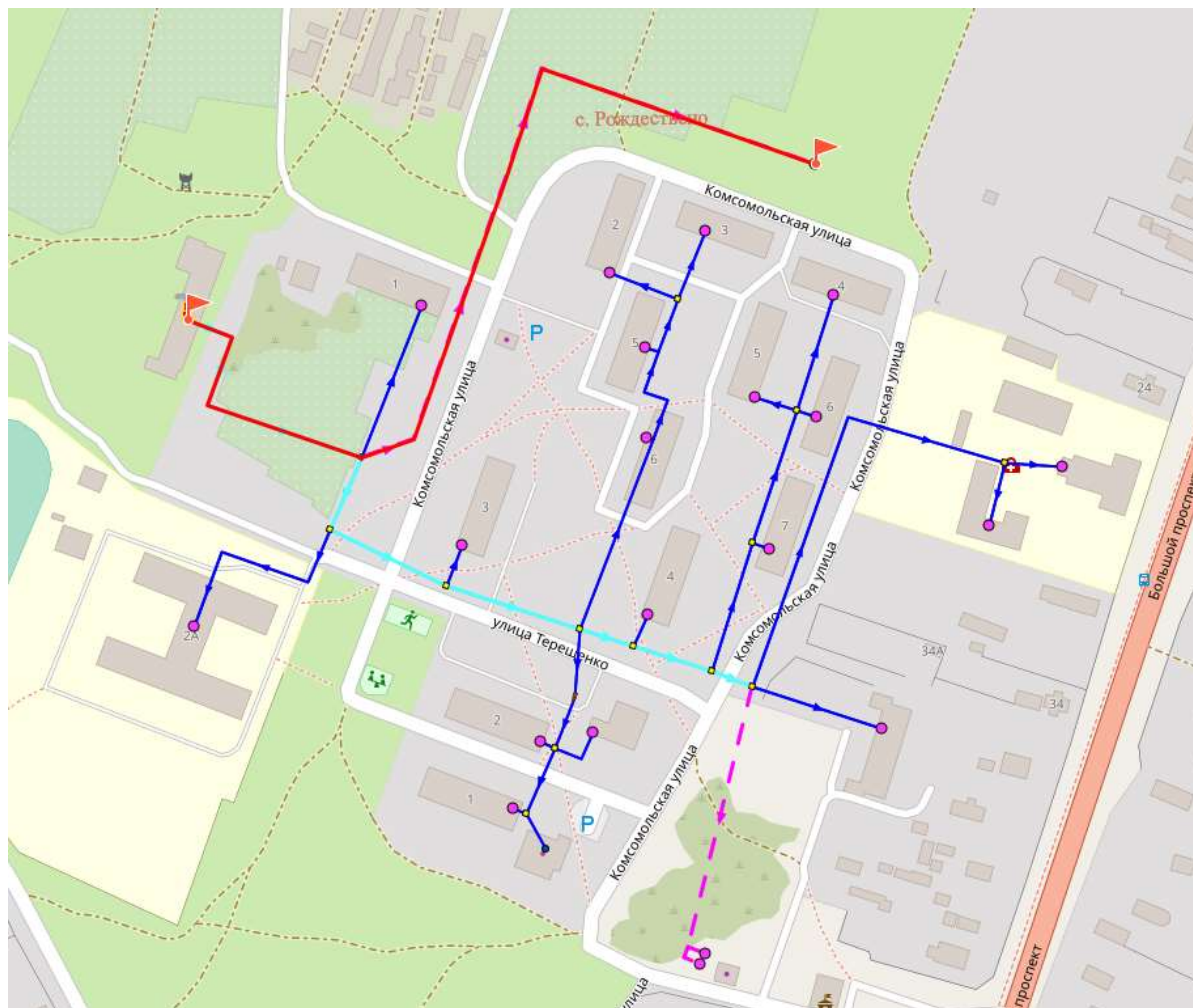 с. Рождествено
Комсомольская улица
2
3
1
4
P
5
5
6
24
Комсомольская улица
Комсомольская улица
6
Большой проспект
3
7
4
Комсомольская улица
2А
улица Терещенко
34А
34
2
Комсомольская улица
1
P
проспект
улица